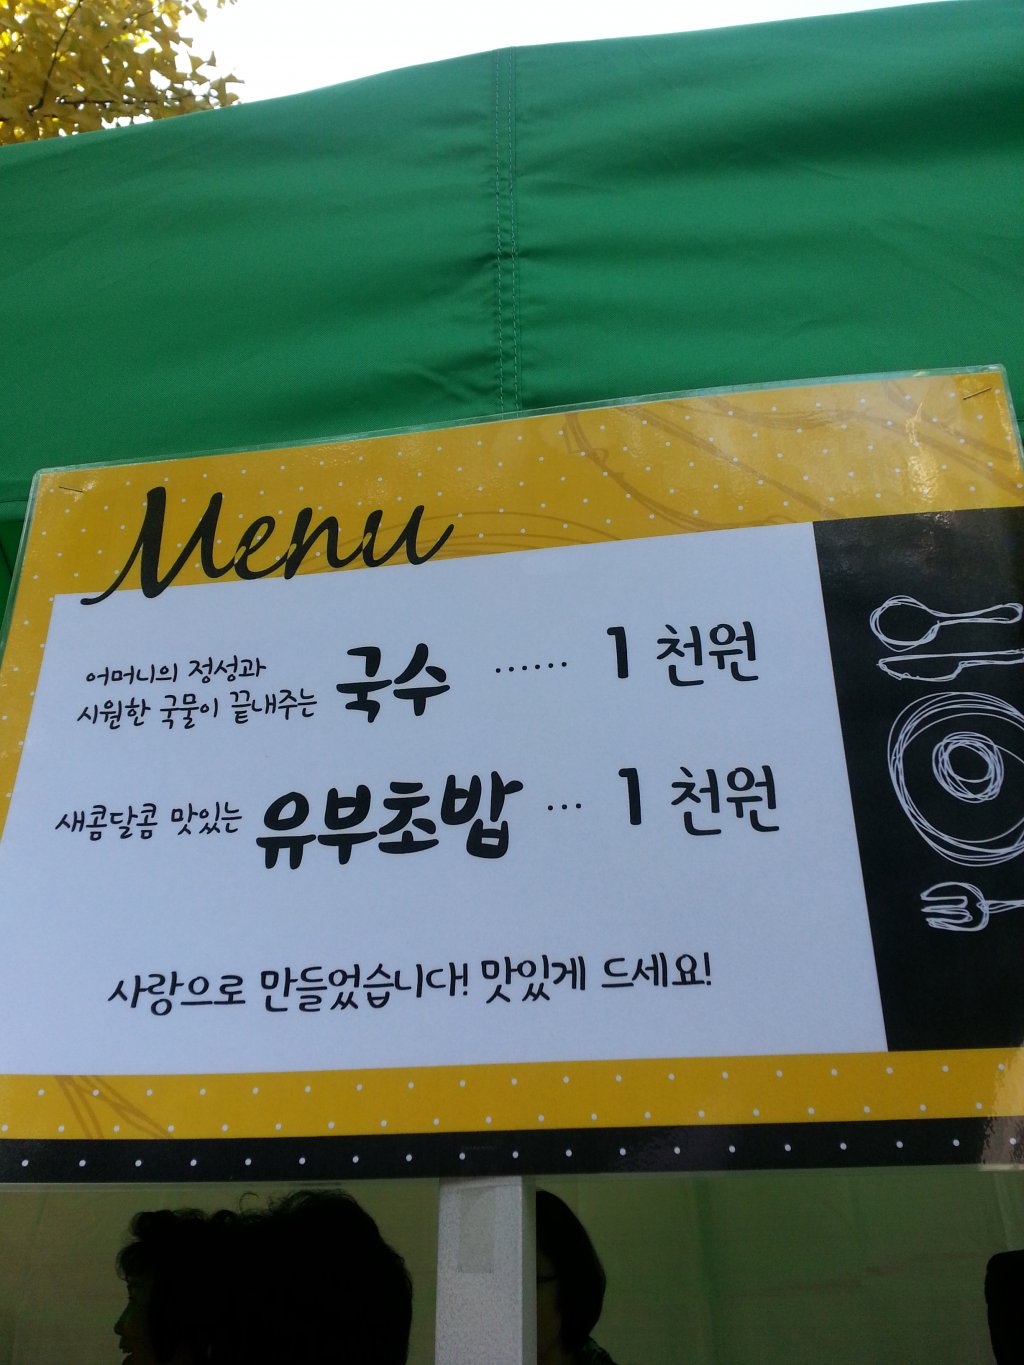 Menu
어머니의 정성과
시원한 국물이 끝내주는 국수 ...... 1 천원
새콤달콤 맛있는 유부초밥 ... 1 천원
사랑으로 만들었습니다! 맛있게 드세요!